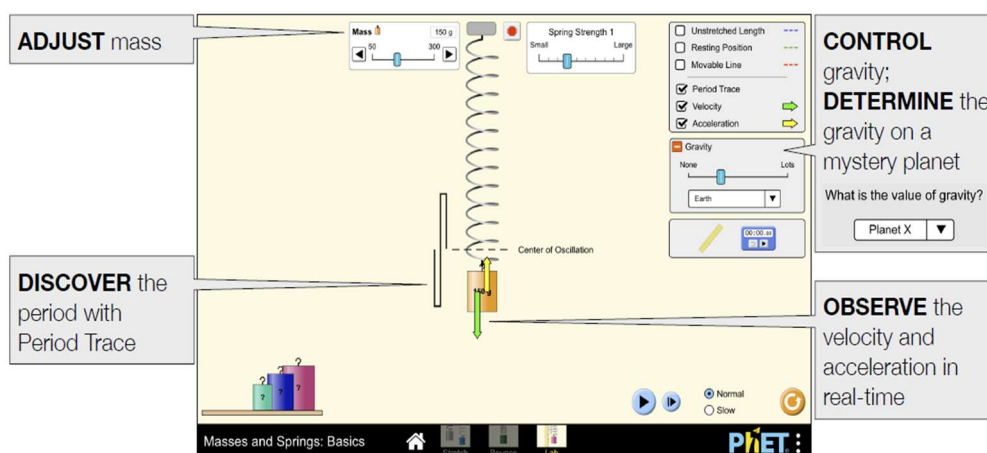 ADJUST mass
Mass
150 g
50
300
Spring Strength 1
Small
Large
Unstretched Length
Resting Position
Movable Line
Period Trace
Velocity
Acceleration
Gravity
None
Lots
Earth
CONTROL
gravity;
DETERMINE the
gravity on a
mystery planet
What is the value of gravity?
Planet X
Center of Oscillation
150 g
DISCOVER the
period with
Period Trace
OBSERVE the
velocity and
acceleration in
real-time
?
?
?
?
?
?
Normal
Slow
Masses and Springs: Basics
Stretch
Bounce
Lab
PhET